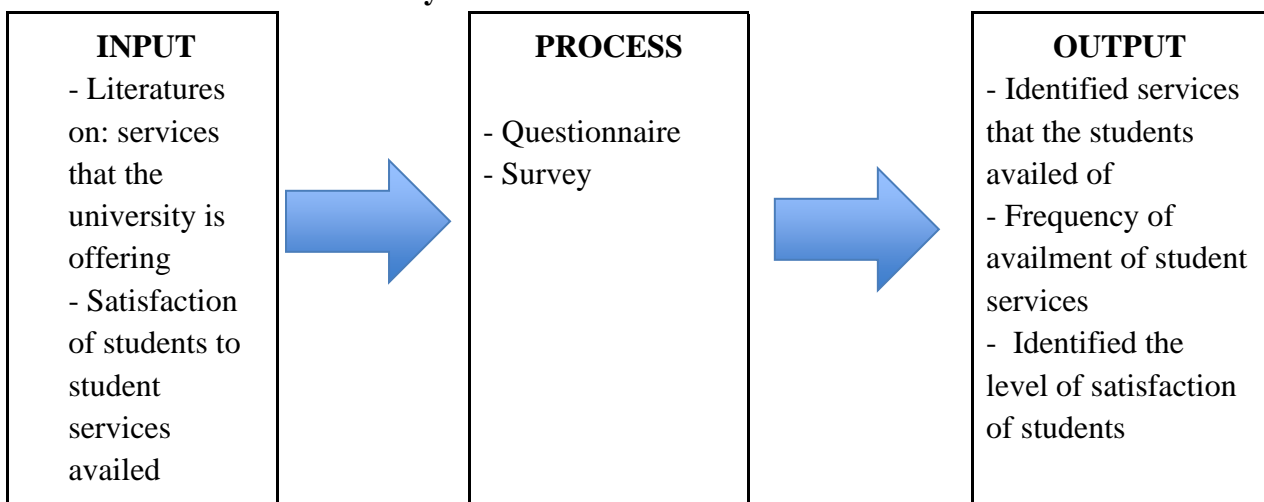 y
INPUT
- Literatures
on: services
that the
university is
offering
- Satisfaction
of students to
student
services
availed
PROCESS
- Questionnaire
- Survey
OUTPUT
- Identified services
that the students
availed of
- Frequency of
availment of student
services
- Identified the
level of satisfaction
of students